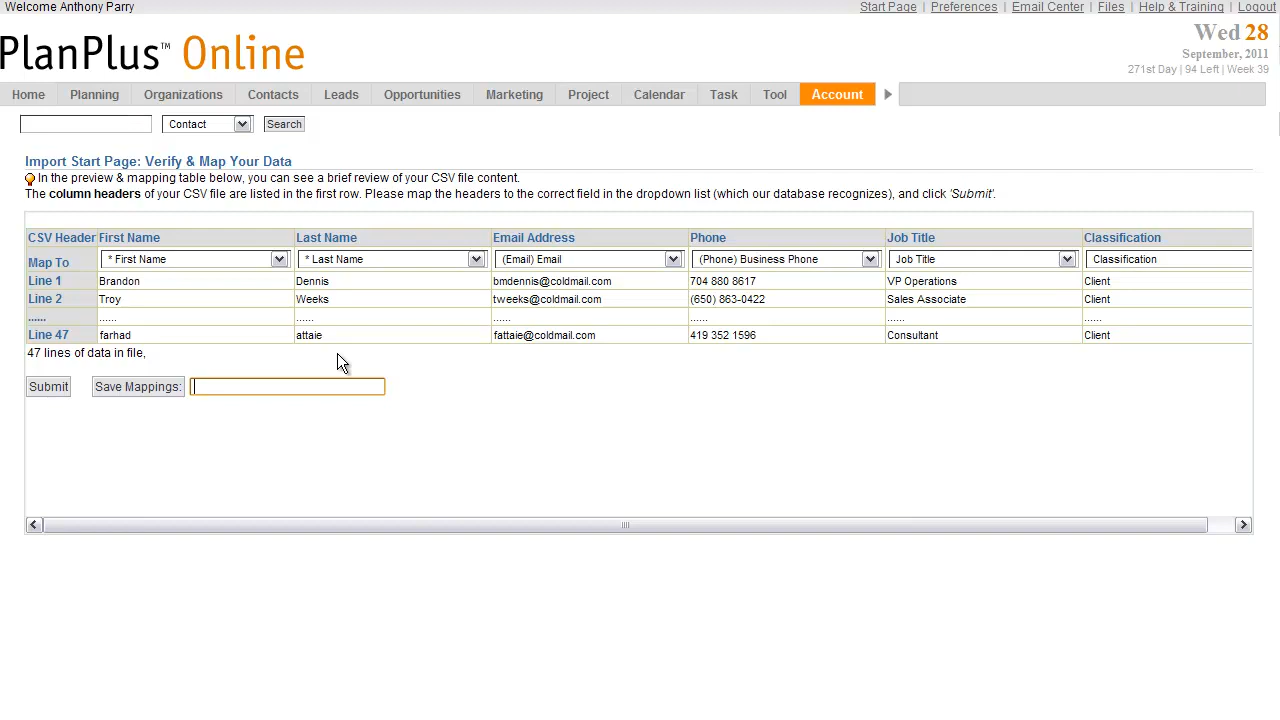 Welcome Anthony Parry
Start Page | Preferences | Email Center | Files | Help & Training | Logout
PlanPlus™ Online
Wed 28
September, 2011
271st Day | 94 Left | Week 39
Home Planning Organizations Contacts Leads Opportunities Marketing Project Calendar Task Tool Account
Contact Search
Import Start Page: Verify & Map Your Data
In the preview & mapping table below, you can see a brief review of your CSV file content.
The column headers of your CSV file are listed in the first row. Please map the headers to the correct field in the dropdown list (which our database recognizes), and click 'Submit'.
CSV Header First Name Last Name Email Address Phone Job Title Classification
Map To * First Name * Last Name (Email) Email (Phone) Business Phone Job Title Classification
Line 1 Brandon Dennis bmdennis@coldmail.com 704 880 8617 VP Operations Client
Line 2 Troy Weeks tweeks@coldmail.com (650) 863-0422 Sales Associate Client
...... ...... ...... ...... ...... ...... ......
Line 47 farhad attaie fattaie@coldmail.com 419 352 1596 Consultant Client
47 lines of data in file,
Submit Save Mappings: